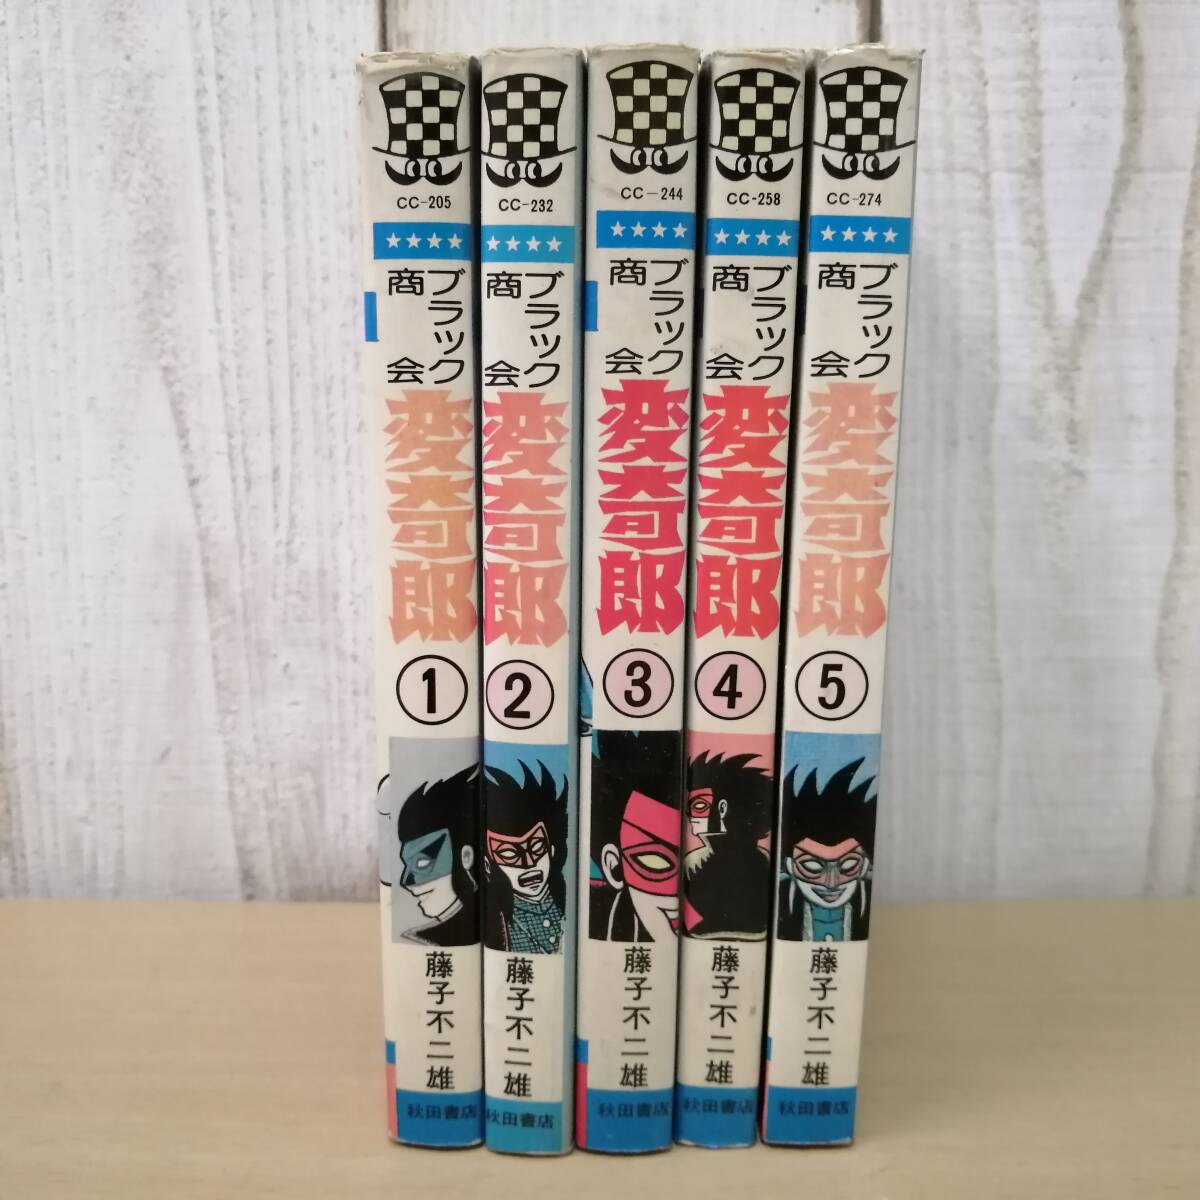 CC-205
ブラック
商会
変奇郎
1
藤子不二雄
秋田書店
CC-232
ブラック
商会
変奇郎
2
藤子不二雄
秋田書店
CC-244
ブラック
商会
変奇郎
3
藤子不二雄
秋田書店
CC-258
ブラック
商会
変奇郎
4
藤子不二雄
秋田書店
CC-274
ブラック
商会
変奇郎
5
藤子不二雄
秋田書店